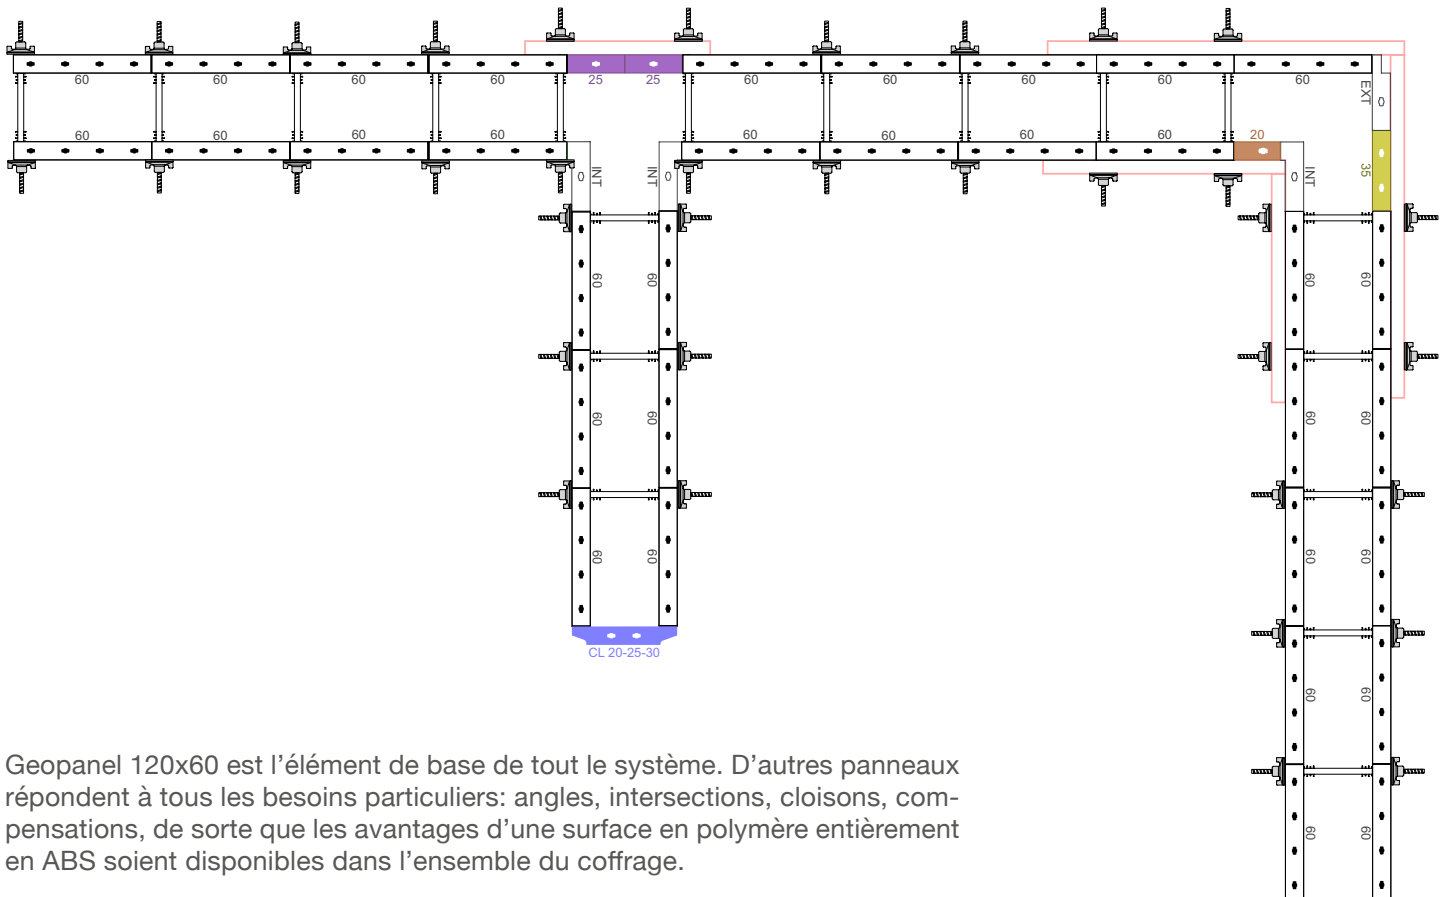 60 60 60 60 25 25 60 60 60 60 60
EXT 0
60 60 60 60 60 60 60 60 20
0 INT INT 0 0 INT 35
60 60 60 60
60 60 60 60
60 60 60 60
CL 20-25-30
60 60
60 60
Geopanel 120x60 est l’élément de base de tout le système. D’autres panneaux
répondent à tous les besoins particuliers: angles, intersections, cloisons, com-
pensations, de sorte que les avantages d’une surface en polymère entièrement
en ABS soient disponibles dans l’ensemble du coffrage.